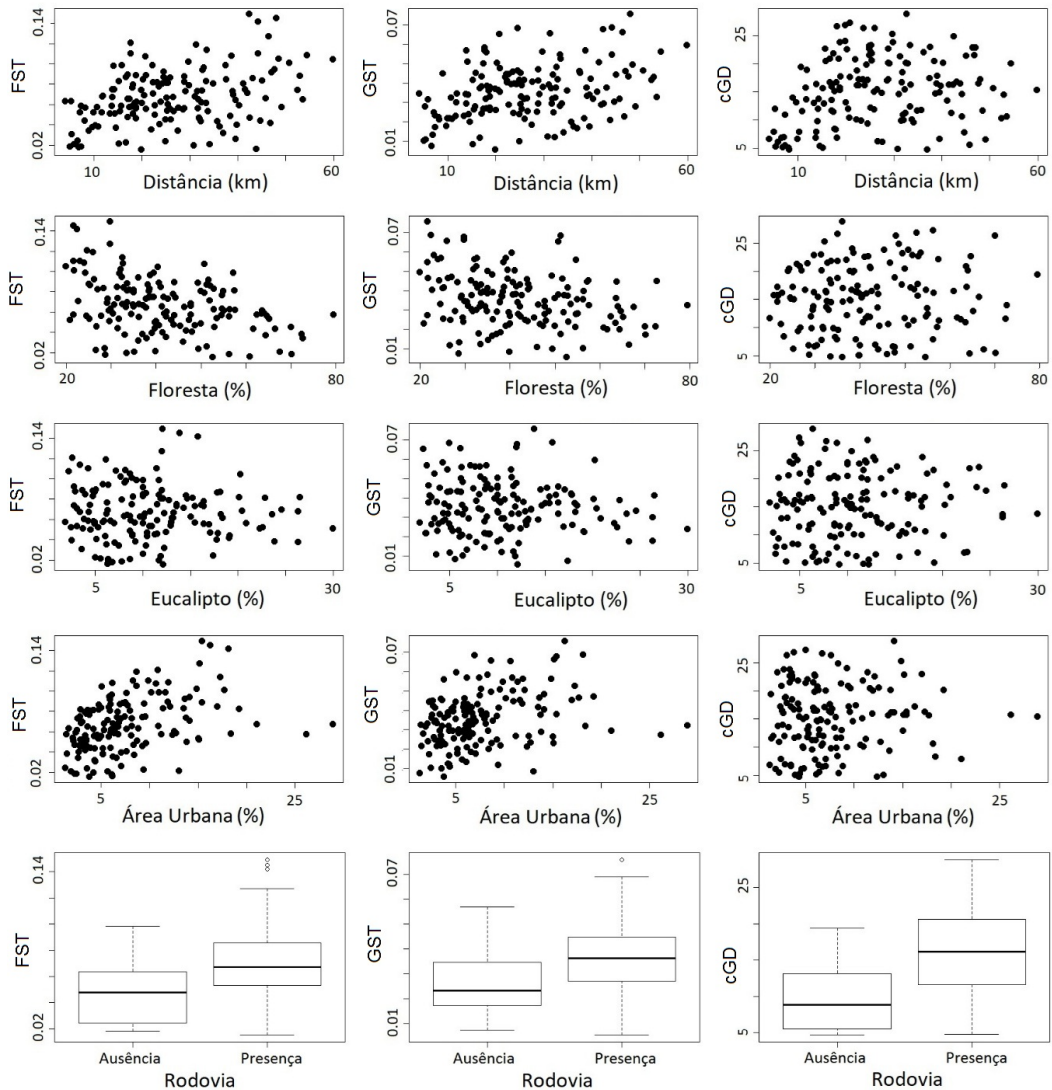 FST
0.14
0.02
10
60
Distância (km)
GST
0.07
0.01
10
60
Distância (km)
cGD
25
5
10
60
Distância (km)
FST
0.14
0.02
20
80
Floresta (%)
GST
0.07
0.01
20
80
Floresta (%)
cGD
25
5
20
80
Floresta (%)
FST
0.14
0.02
5
30
Eucalipto (%)
GST
0.07
0.01
5
30
Eucalipto (%)
cGD
25
5
5
30
Eucalipto (%)
FST
0.14
0.02
5
25
Área Urbana (%)
GST
0.07
0.01
5
25
Área Urbana (%)
cGD
25
5
5
25
Área Urbana (%)
FST
0.14
0.02
Ausência
Presença
Rodovia
GST
0.07
0.01
Ausência
Presença
Rodovia
cGD
25
5
Ausência
Presença
Rodovia